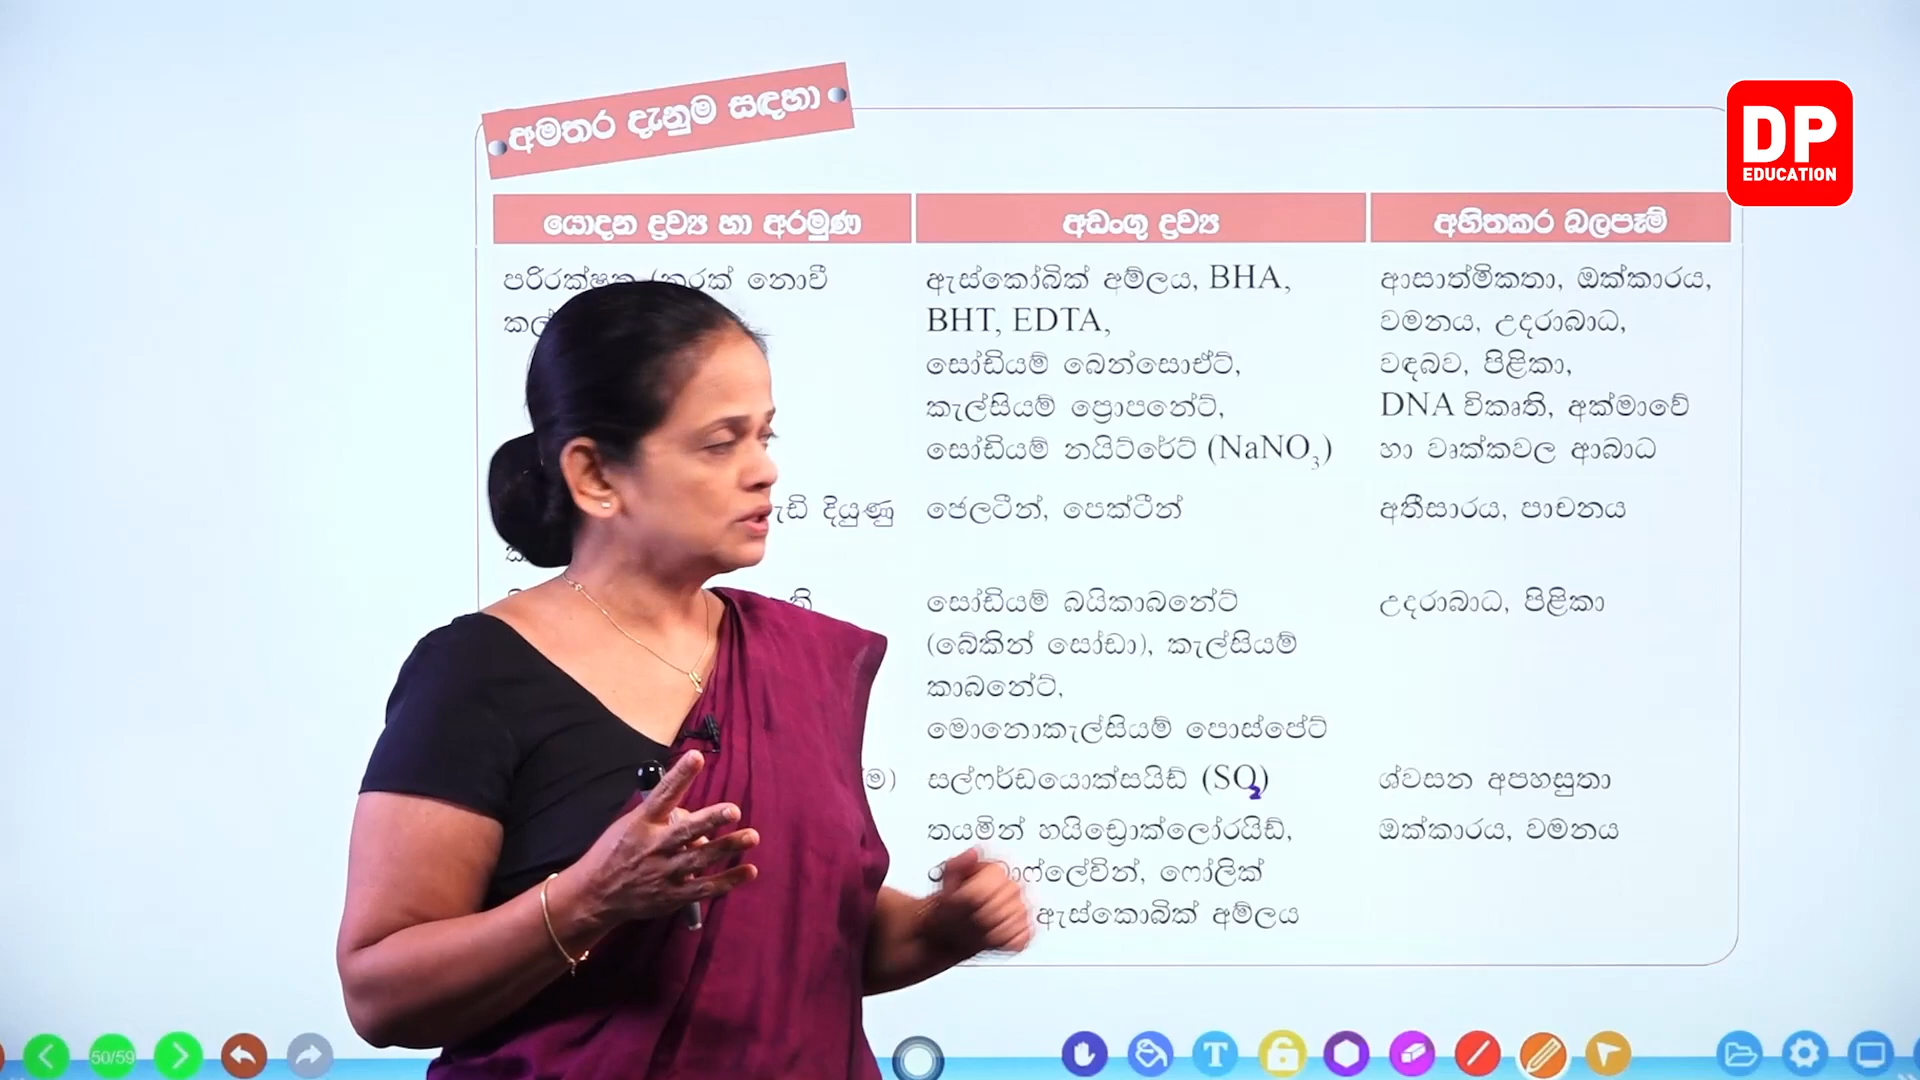 අමතර දැනුම සඳහා
DP
EDUCATION
යොදන ද්‍රව්‍ය හා අරමුණ
අඩංගු ද්‍රව්‍ය
අහිතකර බලපෑම්
නොවී
ඇස්කෝබික් අම්ලය, BHA,
BHT, EDTA,
සෝඩියම් බෙන්සොඒට්,
කැල්සියම් ප්‍රොපනේට්,
සෝඩියම් නයිට්රේට් (NaNO₃)
ආසාත්මිකතා, ඔක්කාරය,
වමනය, උදරාබාධ,
වඳබව, පිළිකා,
DNA විකෘති, අක්මාවේ
හා වෘක්කවල ආබාධ
දියුණු
ජෙලටීන්, පෙක්ටීන්
අතීසාරය, පාචනය
සෝඩියම් බයිකාබනේට්
(බේකින් සෝඩා), කැල්සියම්
කාබනේට්,
මොනොකැල්සියම් පොස්පේට්
උදරාබාධ, පිළිකා
සල්ෆර්ඩයොක්සයිඩ් (SO₂)
ශ්වසන අපහසුතා
තයමින් හයිඩ්‍රොක්ලෝරයිඩ්,
ෆෝලික්
ඇස්කොබික් අම්ලය
ඔක්කාරය, වමනය
50/59